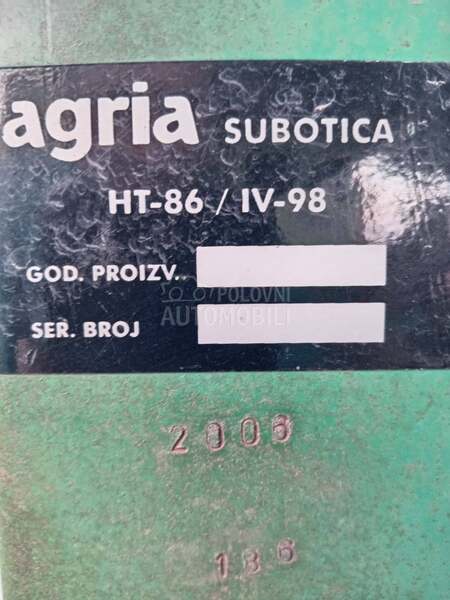 agria SUBOTICA
HT-86 / IV-98
GOD. PROIZV..
POLOVNI
AUTOMOBILI
SER. BROJ
2006
186